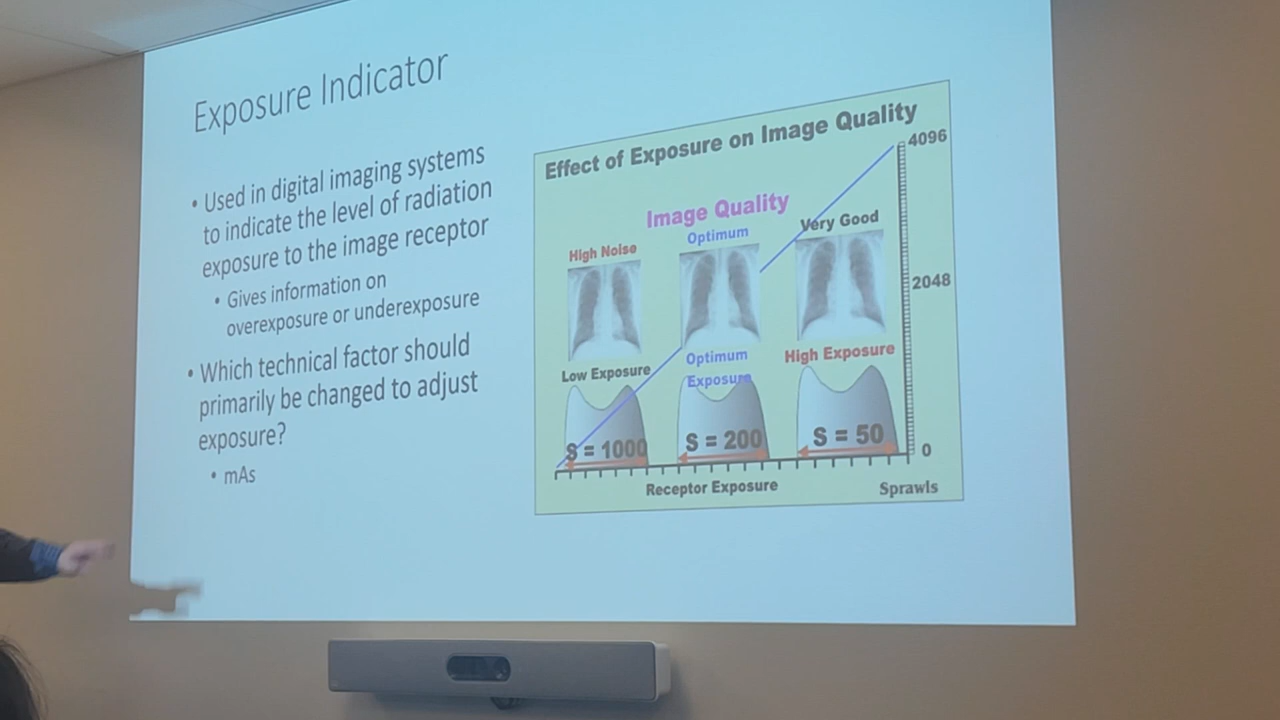 Exposure Indicator
• Used in digital imaging systems
to indicate the level of radiation
exposure to the image receptor
• Gives information on
overexposure or underexposure
• Which technical factor should
primarily be changed to adjust
exposure?
• mAs
Effect of Exposure on Image Quality
4096
Image Quality
High Noise
Optimum
Very Good
2048
Low Exposure
Optimum
Exposure
High Exposure
S = 1000
S = 200
S = 50
0
Receptor Exposure
Sprawls